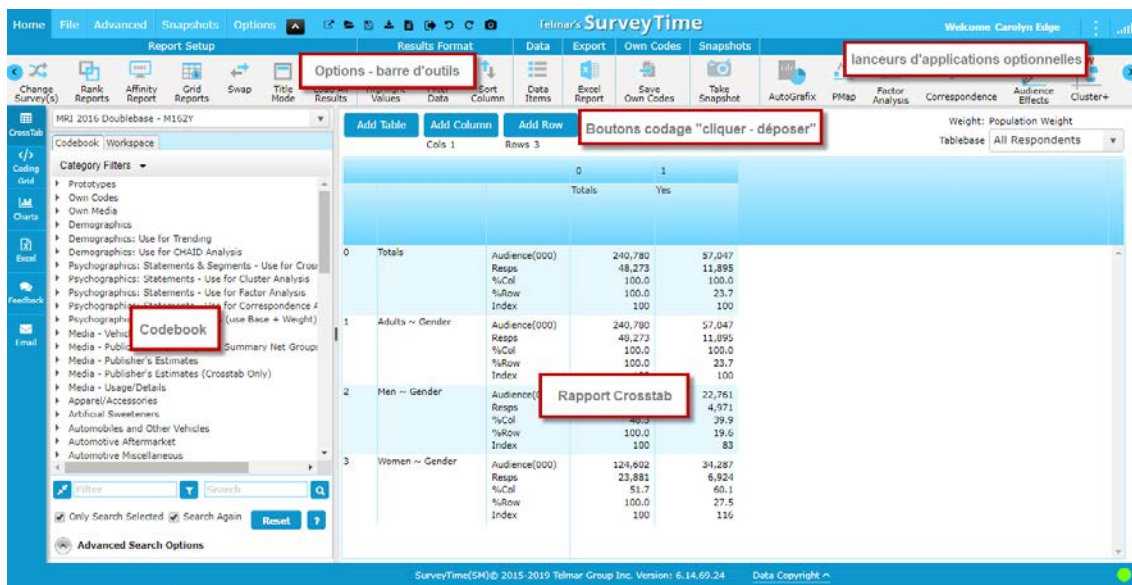 Home File Advanced Snapshots Options
Telmar's SurveyTime
Welcome Carolyn Edge
Report Setup
Results Format
Data
Export
Own Codes
Snapshots
Options - barre d'outils
lanceurs d'applications optionnelles
Change Survey(s)
Rank Reports
Affinity Report
Grid Reports
Swap
Title Mode
Results
Values
Data
Sort Column
Data Items
Excel Report
Save Own Codes
Take Snapshot
AutoGrafix
PMap
Factor Analysis
Correspondence
Audience Effects
Cluster+
CrossTab
Coding Grid
Charts
Excel
Feedback
Email
MRI 2016 Doublebase - M162Y
Codebook Workspace
Category Filters
Prototypes
Own Codes
Own Media
Demographics
Demographics: Use for Trending
Demographics: Use for CHAID Analysis
Psychographics: Statements & Segments - Use for Crou
Psychographics: Statements - Use for Cluster Analysis
Psychographics: Statements - Use for Factor Analysis
Psychographics: Statements - Use for Correspondence A
Psychographic (use Base + Weight)
Media - Vehic
Media - Public Summary Net Group:
Media - Publisher's Estimates
Media - Publisher's Estimates (Crosstab Only)
Media - Usage/Details
Apparel/Accessories
Artificial Sweeteners
Automobiles and Other Vehicles
Automotive Aftermarket
Automotive Miscellaneous
Codebook
Filter
Search
Only Search Selected Search Again Reset ?
Advanced Search Options
Add Table Add Column Add Row
Cols 1 Rows 3
Boutons codage "cliquer - déposer"
Weight: Population Weight
Tablebase All Respondents
0 1
Totals Yes
0 Totals Audience(000) 240,780 57,047
Resps 48,273 11,895
%Col 100.0 100.0
%Row 100.0 23.7
Index 100 100
1 Adults ~ Gender Audience(000) 240,780 57,047
Resps 48,273 11,895
%Col 100.0 100.0
%Row 100.0 23.7
Index 100
2 Men ~ Gender Audience( 22,761
Resps 4,971
%Col 48.3 39.9
%Row 100.0 19.6
Index 100 83
Rapport Crosstab
3 Women ~ Gender Audience(000) 124,602 34,287
Resps 23,881 6,924
%Col 51.7 60.1
%Row 100.0 27.5
Index 100 116
SurveyTime(SM)© 2015-2019 Telmar Group Inc. Version: 6.14.69.24 Data Copyright ^